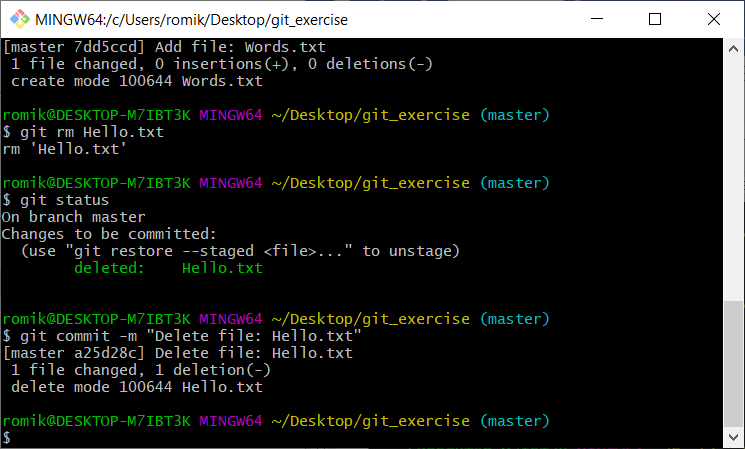 MINGW64:/c/Users/romik/Desktop/git_exercise
[master 7dd5ccd] Add file: Words.txt
 1 file changed, 0 insertions(+), 0 deletions(-)
 create mode 100644 Words.txt
romik@DESKTOP-M7IBT3K MINGW64 ~/Desktop/git_exercise (master)
$ git rm Hello.txt
rm 'Hello.txt'
romik@DESKTOP-M7IBT3K MINGW64 ~/Desktop/git_exercise (master)
$ git status
On branch master
Changes to be committed:
  (use "git restore --staged <file>..." to unstage)
        deleted:    Hello.txt
romik@DESKTOP-M7IBT3K MINGW64 ~/Desktop/git_exercise (master)
$ git commit -m "Delete file: Hello.txt"
[master a25d28c] Delete file: Hello.txt
 1 file changed, 1 deletion(-)
 delete mode 100644 Hello.txt
romik@DESKTOP-M7IBT3K MINGW64 ~/Desktop/git_exercise (master)
$